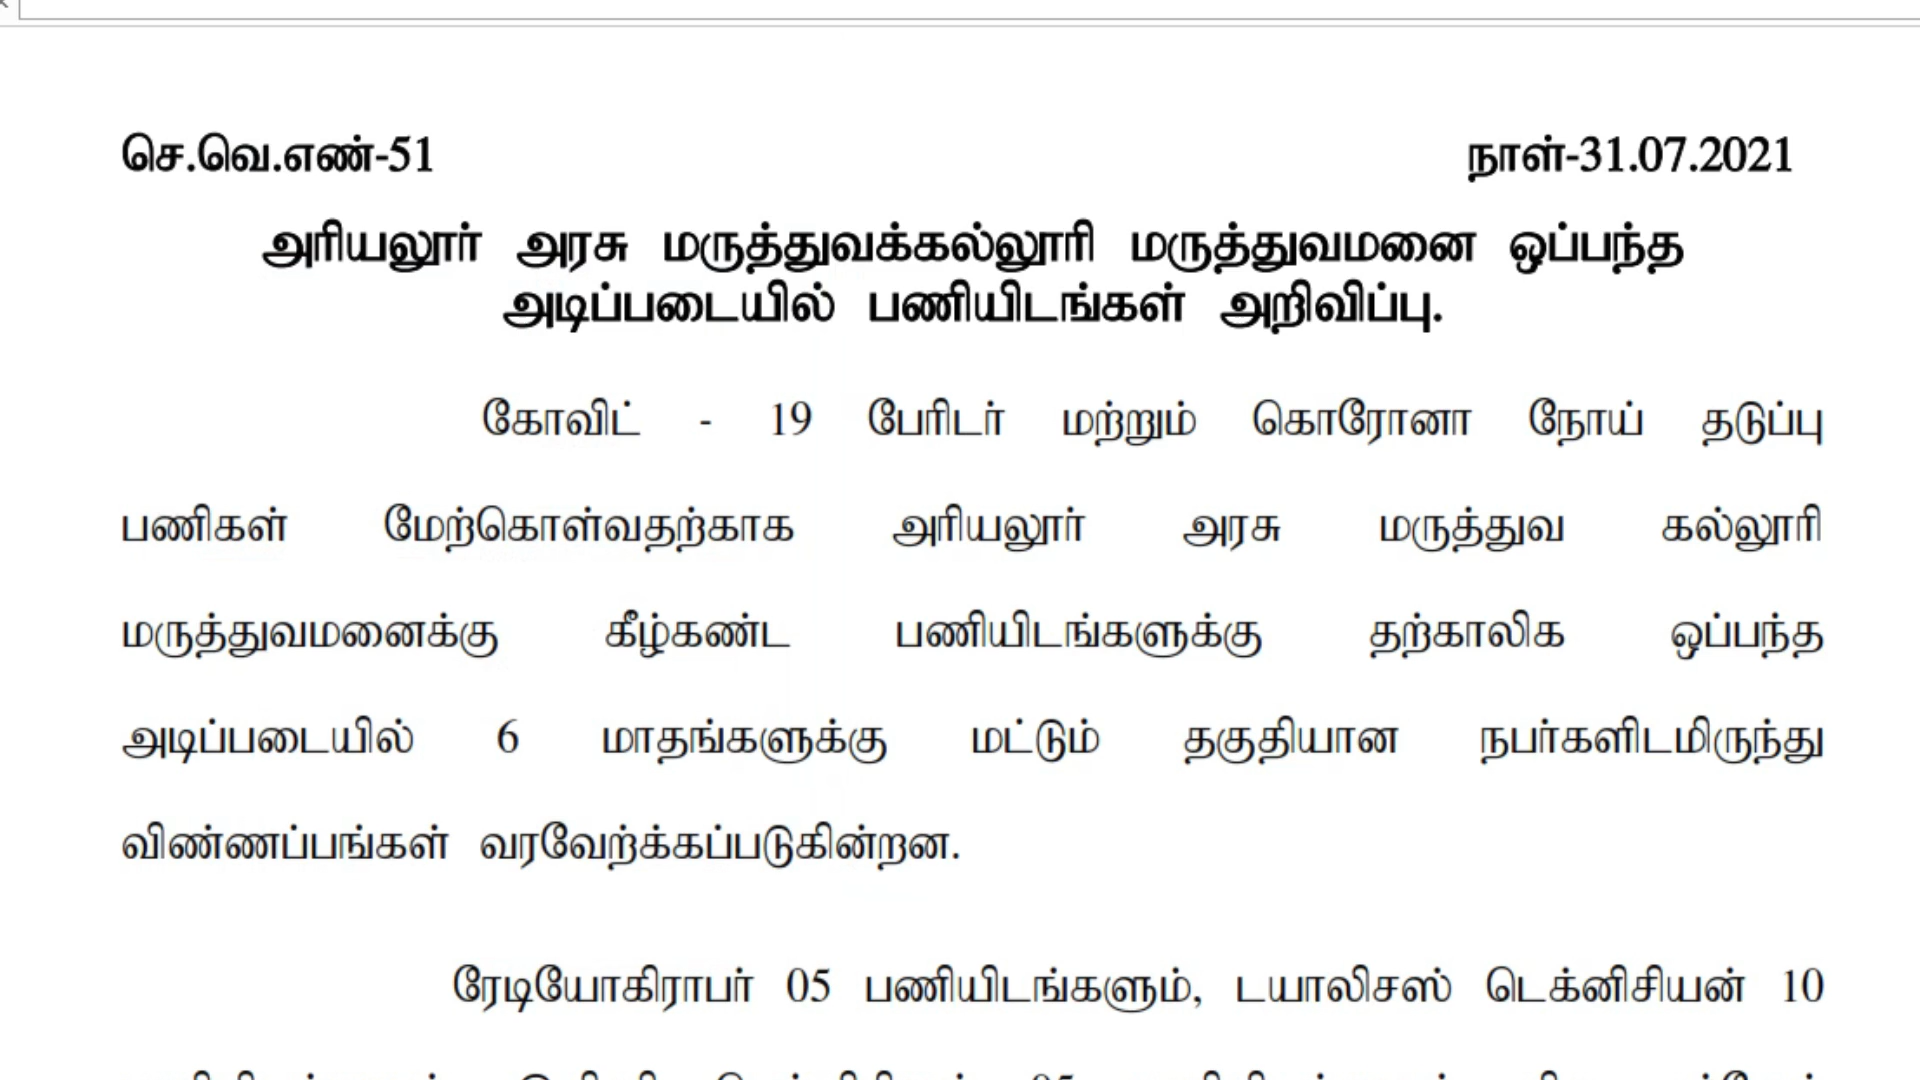 செ.வெ.எண்-51 நாள்-31.07.2021
அரியலூர் அரசு மருத்துவக்கல்லூரி மருத்துவமனை ஒப்பந்த
அடிப்படையில் பணியிடங்கள் அறிவிப்பு.
கோவிட் - 19 பேரிடர் மற்றும் கொரோனா நோய் தடுப்பு
பணிகள் மேற்கொள்வதற்காக அரியலூர் அரசு மருத்துவ கல்லூரி
மருத்துவமனைக்கு கீழ்கண்ட பணியிடங்களுக்கு தற்காலிக ஒப்பந்த
அடிப்படையில் 6 மாதங்களுக்கு மட்டும் தகுதியான நபர்களிடமிருந்து
விண்ணப்பங்கள் வரவேற்க்கப்படுகின்றன.
ரேடியோகிராபர் 05 பணியிடங்களும், டயாலிசஸ் டெக்னிசியன் 10